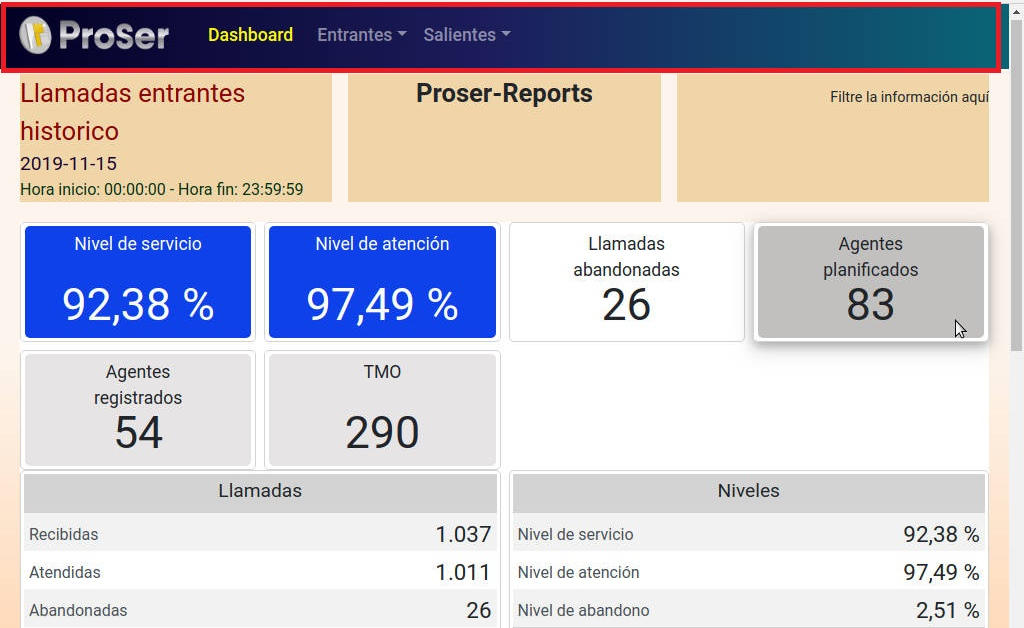 ProSer Dashboard Entrantes Salientes
Llamadas entrantes
historico
2019-11-15
Hora inicio: 00:00:00 - Hora fin: 23:59:59
Proser-Reports
Filtre la información aquí
Nivel de servicio
92,38 %
Nivel de atención
97,49 %
Llamadas
abandonadas
26
Agentes
planificados
83
Agentes
registrados
54
TMO
290
Llamadas
Recibidas 1.037
Atendidas 1.011
Abandonadas 26
Niveles
Nivel de servicio 92,38 %
Nivel de atención 97,49 %
Nivel de abandono 2,51 %